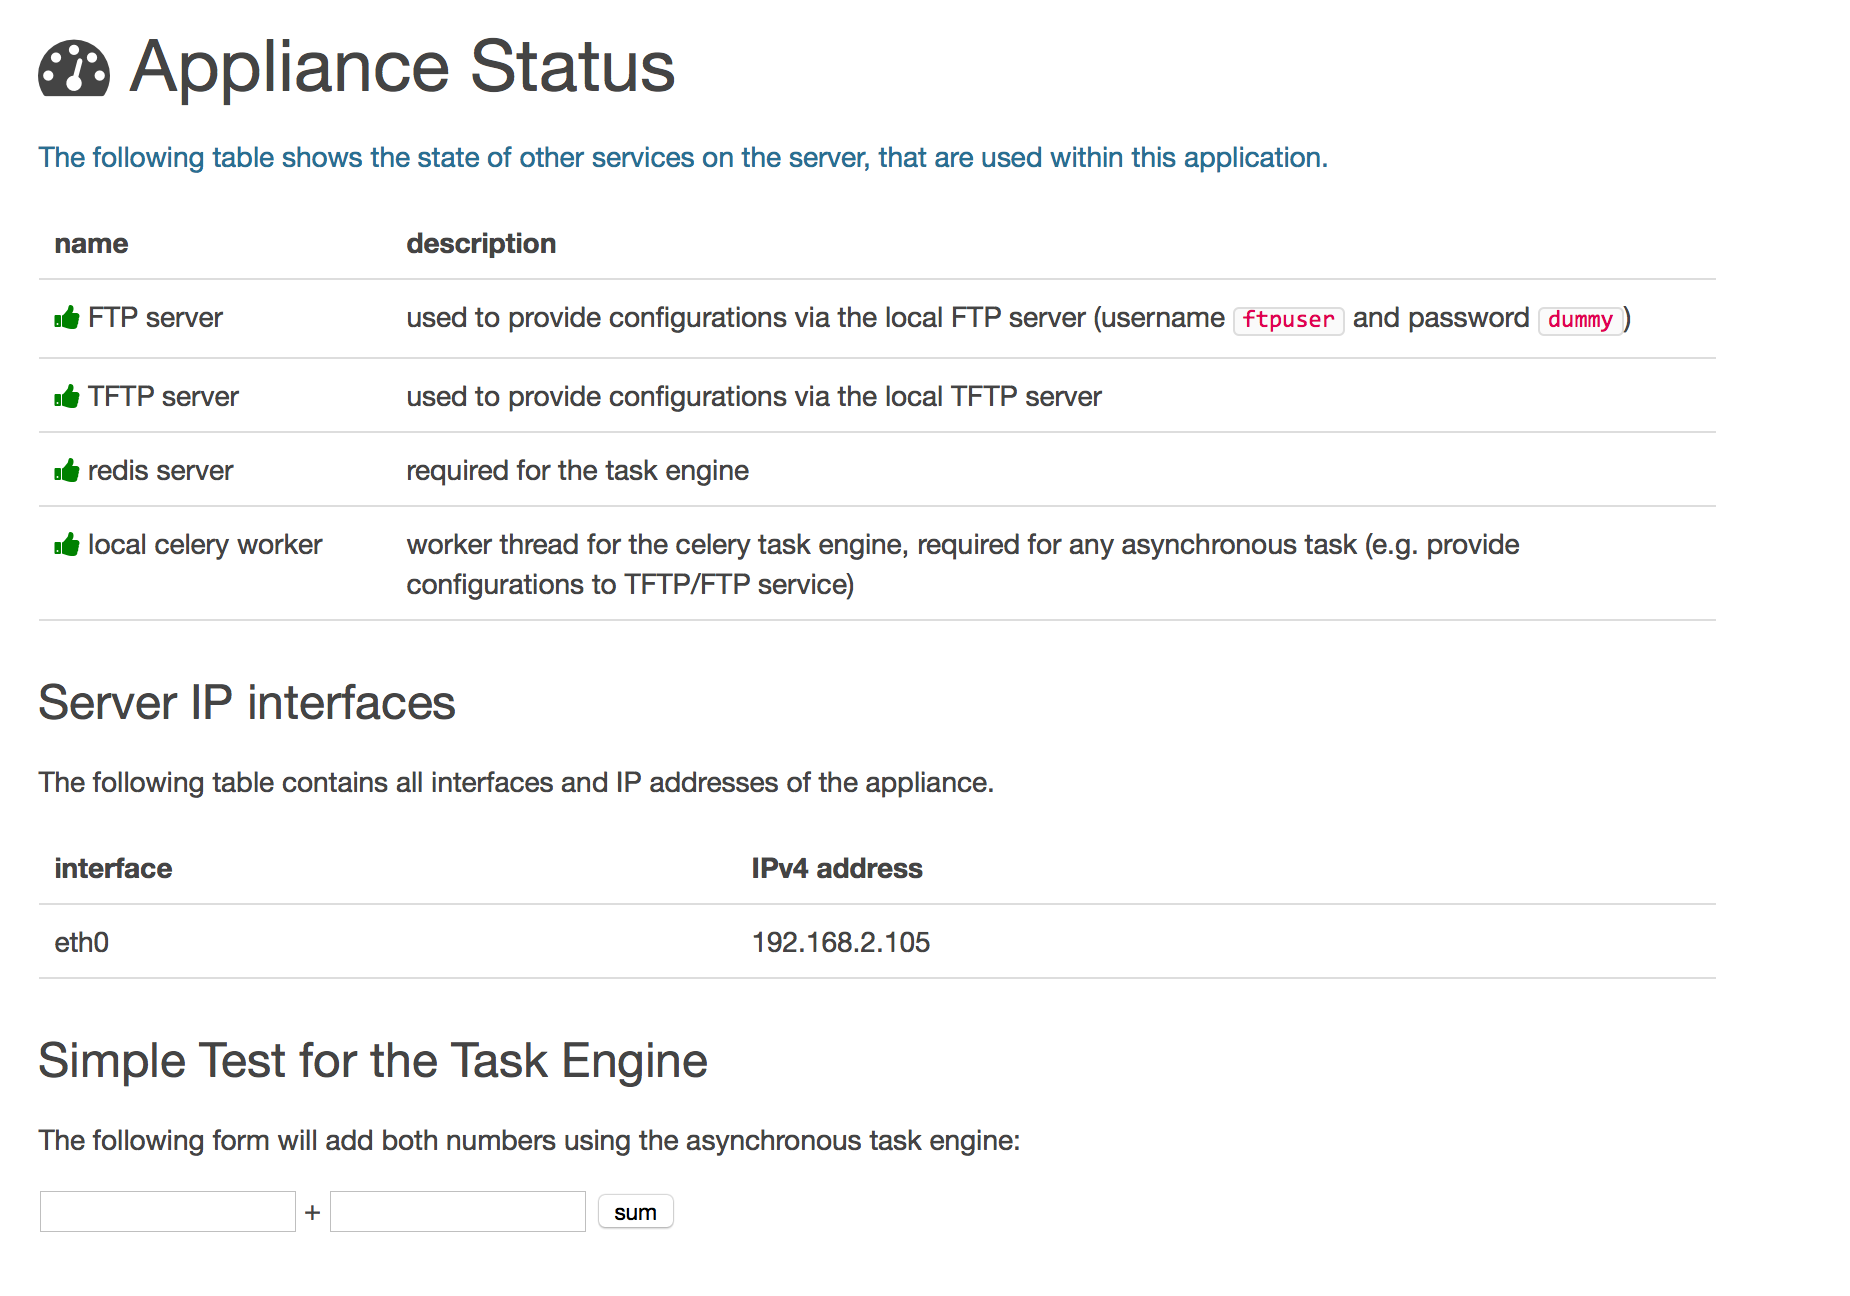 Appliance Status
The following table shows the state of other services on the server, that are used within this application.
name description
FTP server used to provide configurations via the local FTP server (username ftpuser and password dummy)
TFTP server used to provide configurations via the local TFTP server
redis server required for the task engine
local celery worker worker thread for the celery task engine, required for any asynchronous task (e.g. provide
configurations to TFTP/FTP service)
Server IP interfaces
The following table contains all interfaces and IP addresses of the appliance.
interface IPv4 address
eth0 192.168.2.105
Simple Test for the Task Engine
The following form will add both numbers using the asynchronous task engine:
+ sum